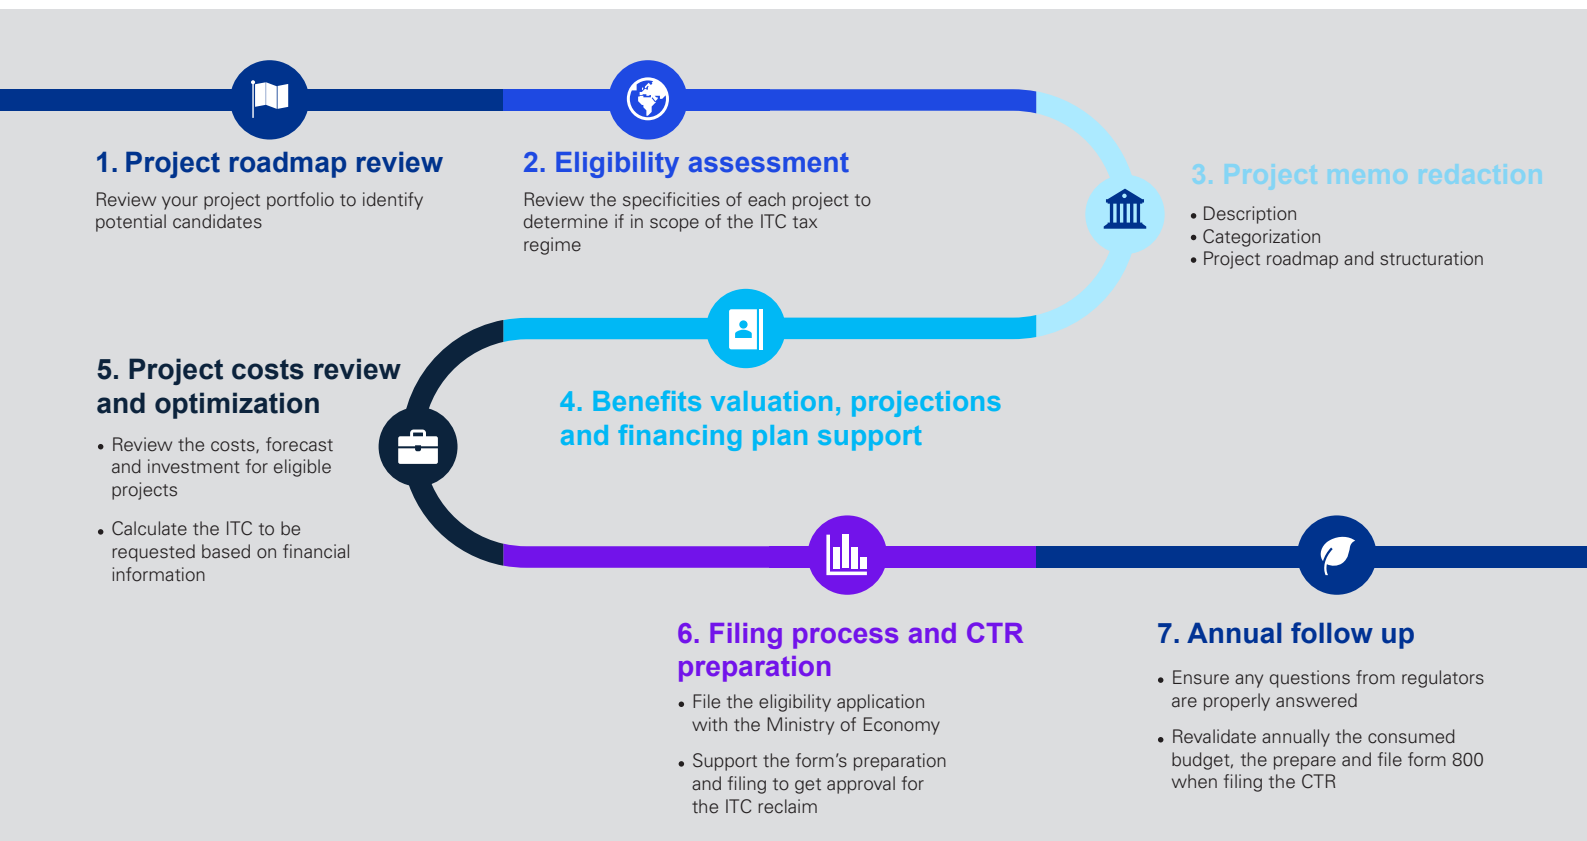 1. Project roadmap review
Review your project portfolio to identify
potential candidates
2. Eligibility assessment
Review the specificities of each project to
determine if in scope of the ITC tax
regime
3. Project memo redaction
• Description
• Categorization
• Project roadmap and structuration
4. Benefits valuation, projections
and financing plan support
5. Project costs review
and optimization
• Review the costs, forecast
and investment for eligible
projects
• Calculate the ITC to be
requested based on financial
information
6. Filing process and CTR
preparation
• File the eligibility application
with the Ministry of Economy
• Support the form’s preparation
and filing to get approval for
the ITC reclaim
7. Annual follow up
• Ensure any questions from regulators
are properly answered
• Revalidate annually the consumed
budget, the prepare and file form 800
when filing the CTR